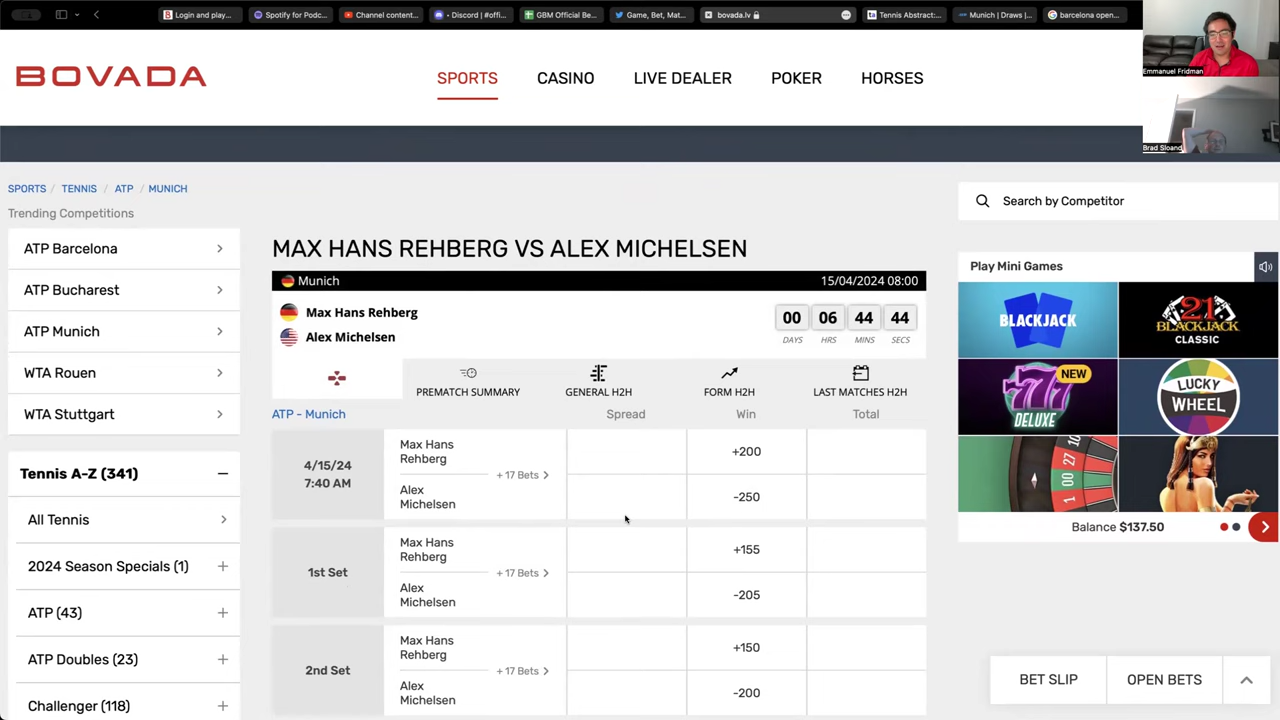 Login and play...
Spotify for Podc...
Channel content...
Discord | #offi...
GBM Official Be...
Game, Bet, Mat...
bovada.lv
Tennis Abstract:...
Munich | Draws |...
barcelona open...
BOVADA
SPORTS
CASINO
LIVE DEALER
POKER
HORSES
Emmanuel Fridman
Brad Sloand
SPORTS / TENNIS / ATP / MUNICH
Trending Competitions
ATP Barcelona
ATP Bucharest
ATP Munich
WTA Rouen
WTA Stuttgart
Tennis A-Z (341)
All Tennis
2024 Season Specials (1)
ATP (43)
ATP Doubles (23)
Challenger (118)
MAX HANS REHBERG VS ALEX MICHELSEN
Munich
15/04/2024 08:00
Max Hans Rehberg
Alex Michelsen
00 06 44 44
DAYS HRS MINS SECS
PREMATCH SUMMARY
GENERAL H2H
FORM H2H
LAST MATCHES H2H
ATP - Munich
Spread
Win
Total
4/15/24
7:40 AM
Max Hans
Rehberg
+ 17 Bets
Alex
Michelsen
+200
-250
1st Set
Max Hans
Rehberg
+ 17 Bets
Alex
Michelsen
+155
-205
2nd Set
Max Hans
Rehberg
+ 17 Bets
Alex
Michelsen
+150
-200
Search by Competitor
Play Mini Games
BLACKJACK
21
BLACKJACK
CLASSIC
NEW
777
DELUXE
LUCKY
WHEEL
10
27
00
1
Balance $137.50
BET SLIP
OPEN BETS